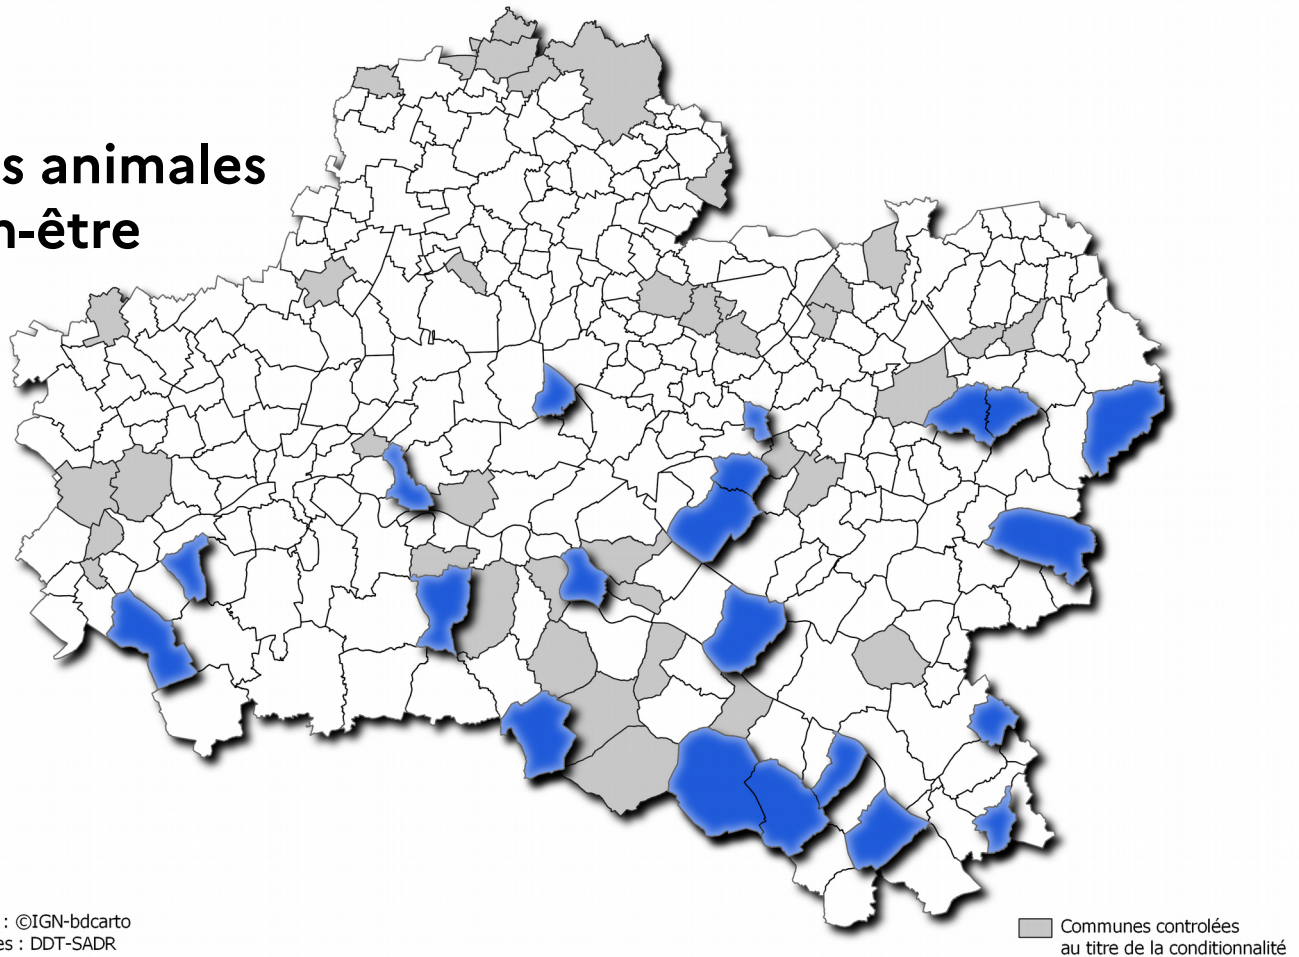 s animales
n-être
: ©IGN-bdcarto
es : DDT-SADR
Communes controlées
au titre de la conditionnalité